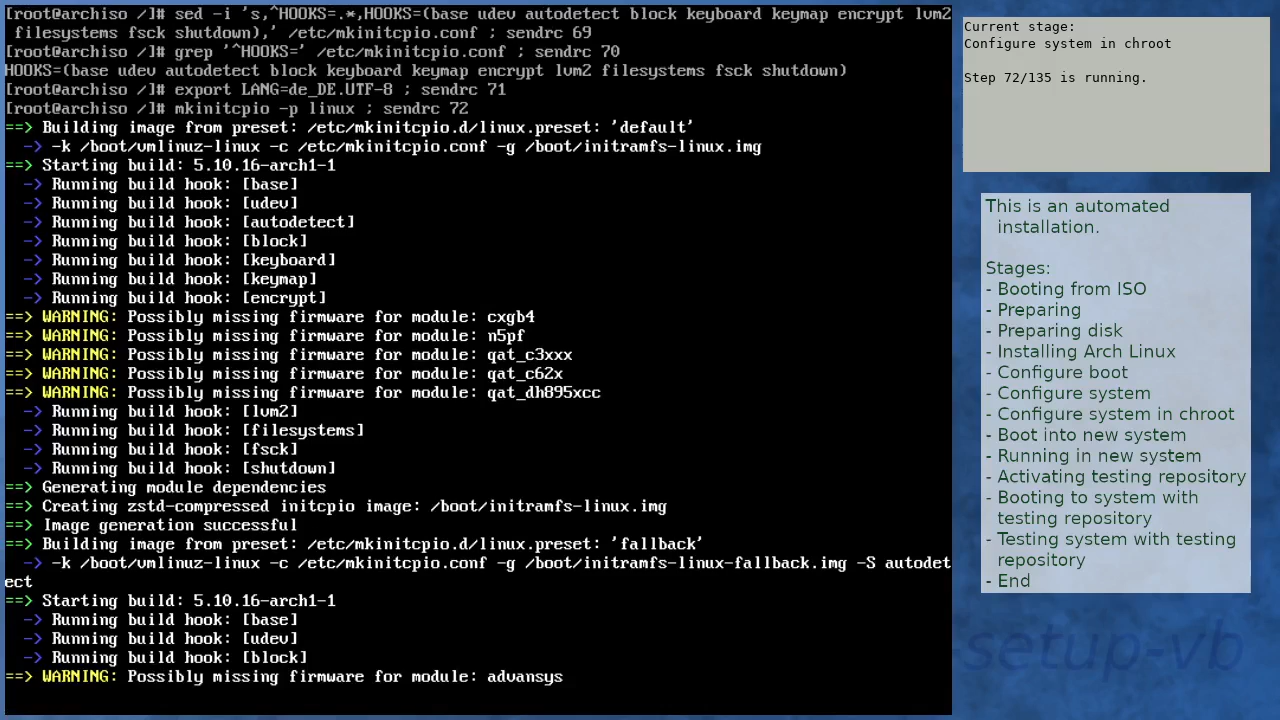 [root@archiso /]# sed -i 's,^HOOKS=.*,HOOKS=(base udev autodetect block keyboard keymap encrypt lvm2
 filesystems fsck shutdown),' /etc/mkinitcpio.conf ; sendrc 69
[root@archiso /]# grep '^HOOKS=' /etc/mkinitcpio.conf ; sendrc 70
HOOKS=(base udev autodetect block keyboard keymap encrypt lvm2 filesystems fsck shutdown)
[root@archiso /]# export LANG=de_DE.UTF-8 ; sendrc 71
[root@archiso /]# mkinitcpio -p linux ; sendrc 72
==> Building image from preset: /etc/mkinitcpio.d/linux.preset: 'default'
  -> -k /boot/vmlinuz-linux -c /etc/mkinitcpio.conf -g /boot/initramfs-linux.img
==> Starting build: 5.10.16-arch1-1
  -> Running build hook: [base]
  -> Running build hook: [udev]
  -> Running build hook: [autodetect]
  -> Running build hook: [block]
  -> Running build hook: [keyboard]
  -> Running build hook: [keymap]
  -> Running build hook: [encrypt]
==> WARNING: Possibly missing firmware for module: cxgb4
==> WARNING: Possibly missing firmware for module: n5pf
==> WARNING: Possibly missing firmware for module: qat_c3xxx
==> WARNING: Possibly missing firmware for module: qat_c62x
==> WARNING: Possibly missing firmware for module: qat_dh895xcc
  -> Running build hook: [lvm2]
  -> Running build hook: [filesystems]
  -> Running build hook: [fsck]
  -> Running build hook: [shutdown]
==> Generating module dependencies
==> Creating zstd-compressed initcpio image: /boot/initramfs-linux.img
==> Image generation successful
==> Building image from preset: /etc/mkinitcpio.d/linux.preset: 'fallback'
  -> -k /boot/vmlinuz-linux -c /etc/mkinitcpio.conf -g /boot/initramfs-linux-fallback.img -S autodet
ect
==> Starting build: 5.10.16-arch1-1
  -> Running build hook: [base]
  -> Running build hook: [udev]
  -> Running build hook: [block]
==> WARNING: Possibly missing firmware for module: advansys
Current stage:
Configure system in chroot
Step 72/135 is running.
This is an automated
installation.
Stages:
- Booting from ISO
- Preparing
- Preparing disk
- Installing Arch Linux
- Configure boot
- Configure system
- Configure system in chroot
- Boot into new system
- Running in new system
- Activating testing repository
- Booting to system with
testing repository
- Testing system with testing
repository
- End
-setup-vb